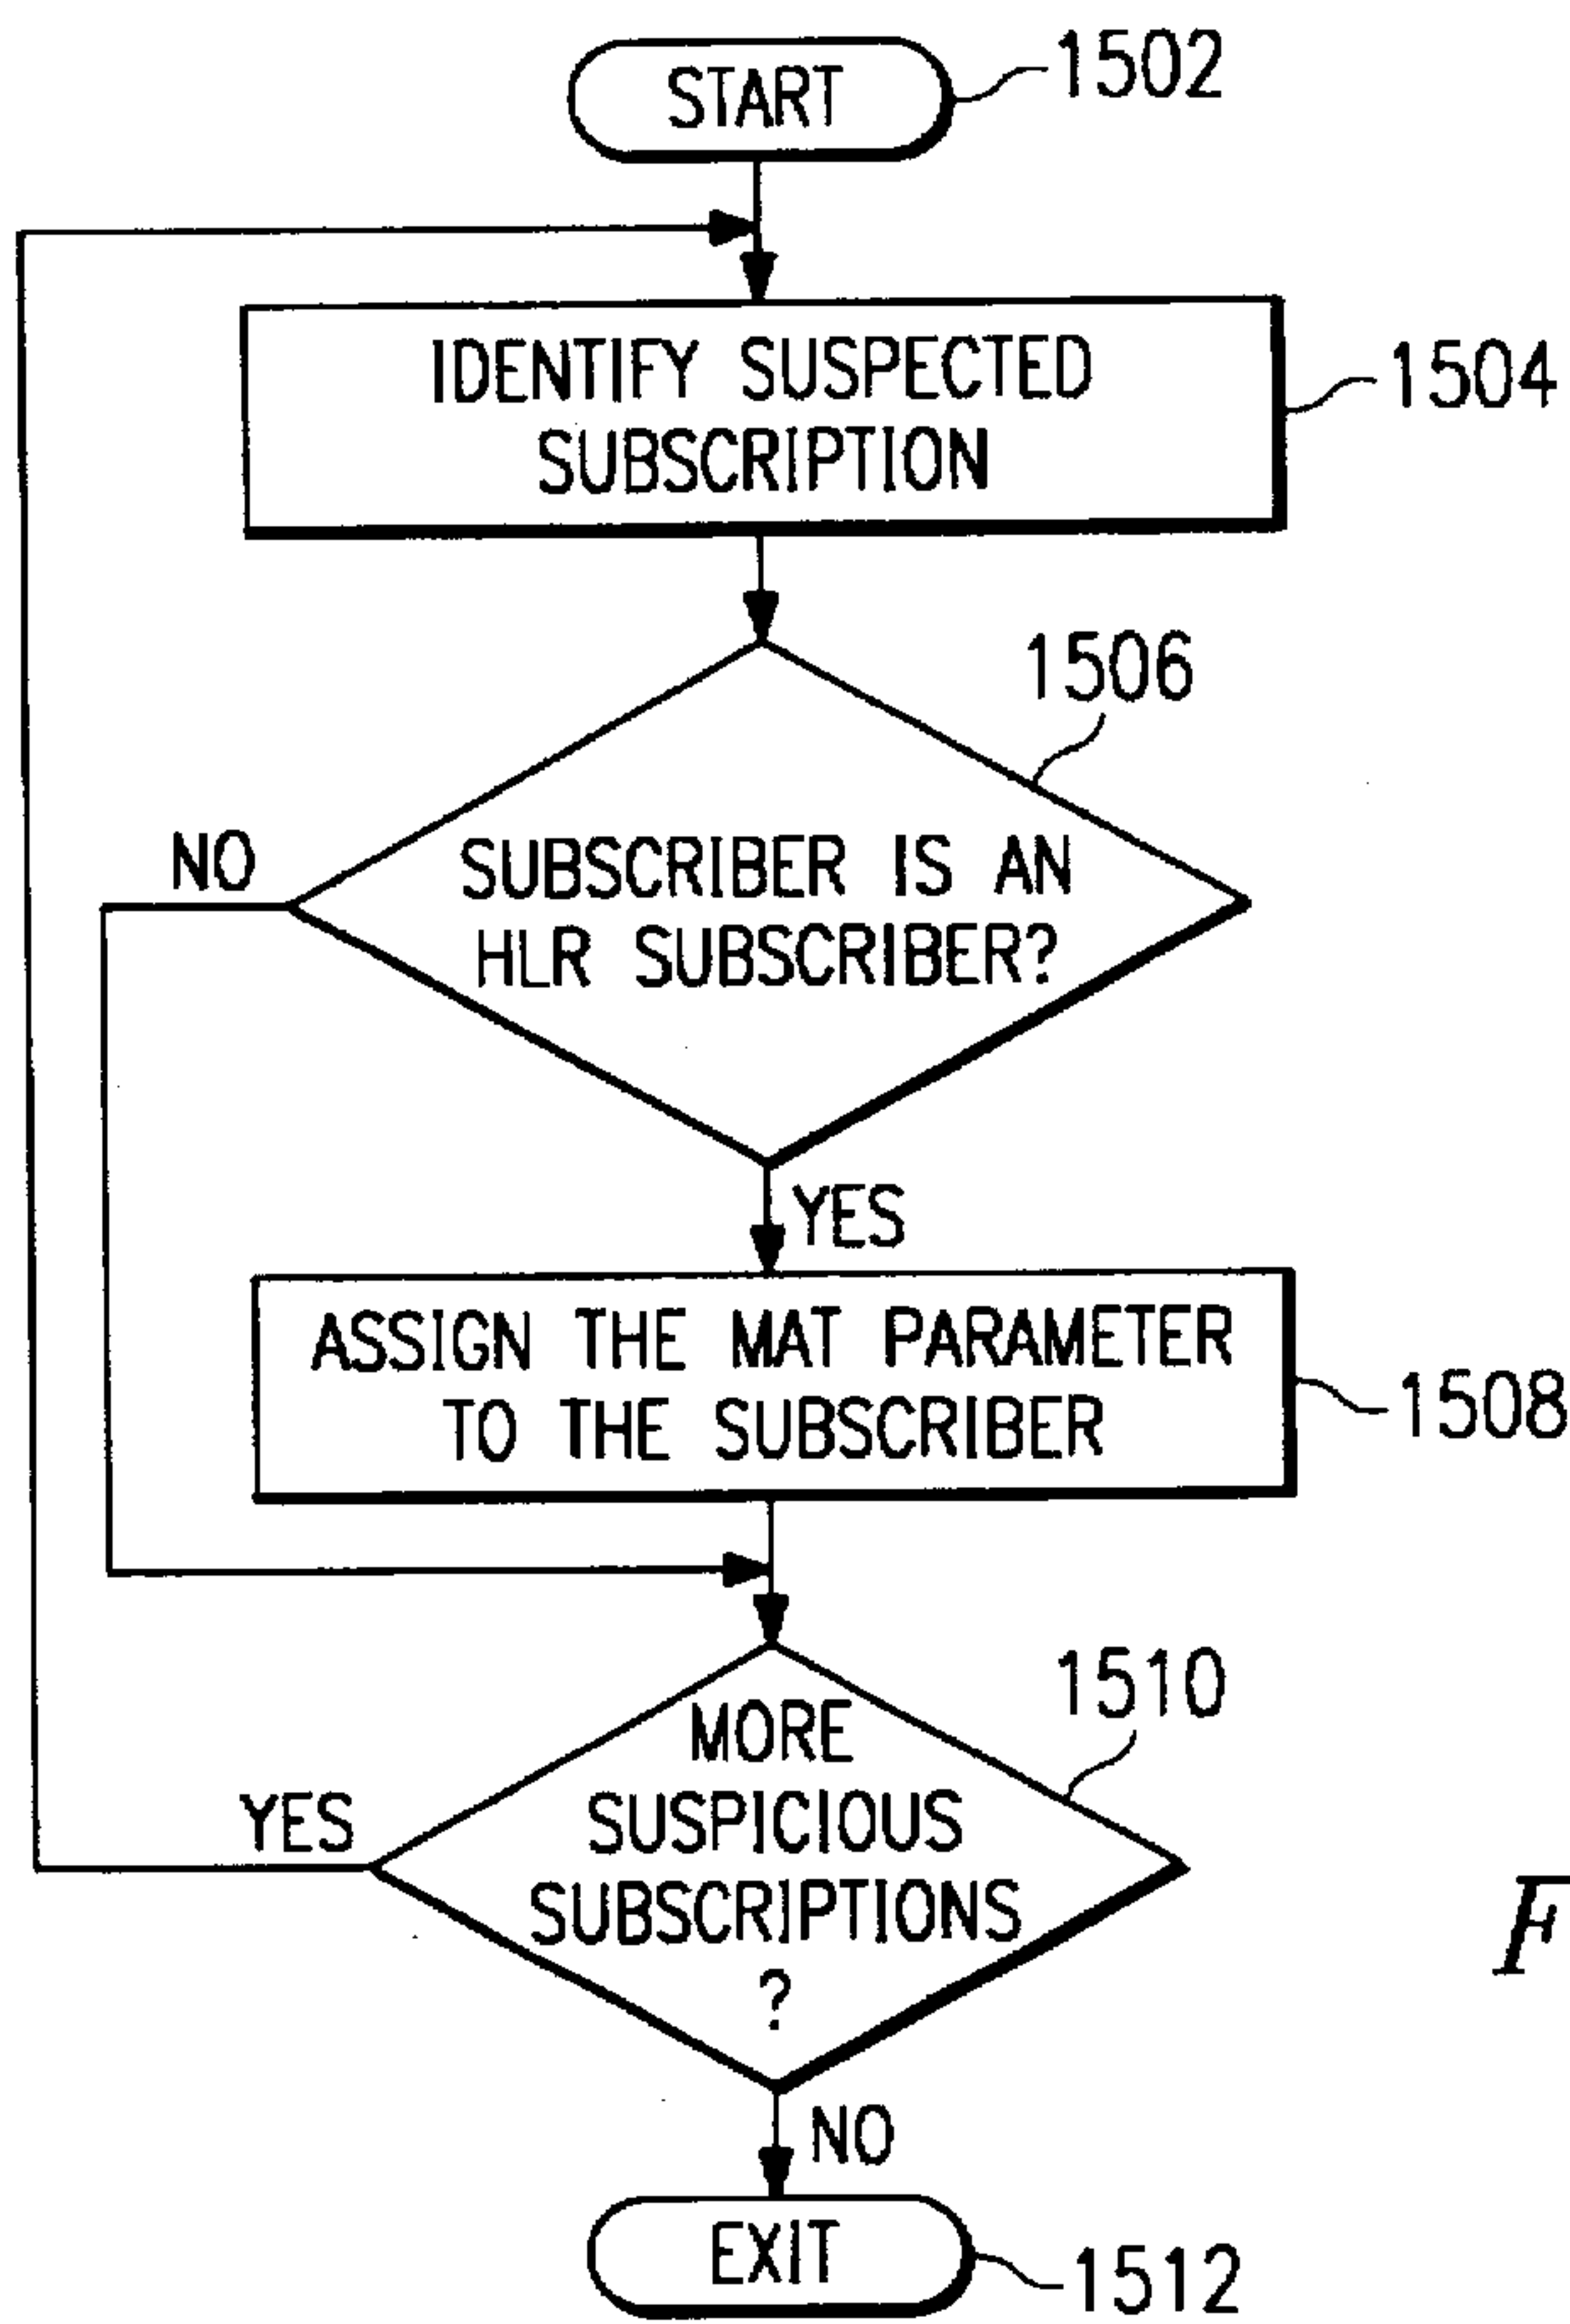 START
1502
IDENTIFY SUSPECTED
SUBSCRIPTION
1504
1506
NO
SUBSCRIBER IS AN
HLR SUBSCRIBER?
YES
ASSIGN THE MAT PARAMETER
TO THE SUBSCRIBER
1508
1510
MORE
SUSPICIOUS
SUBSCRIPTIONS
?
YES
F
NO
EXIT
1512